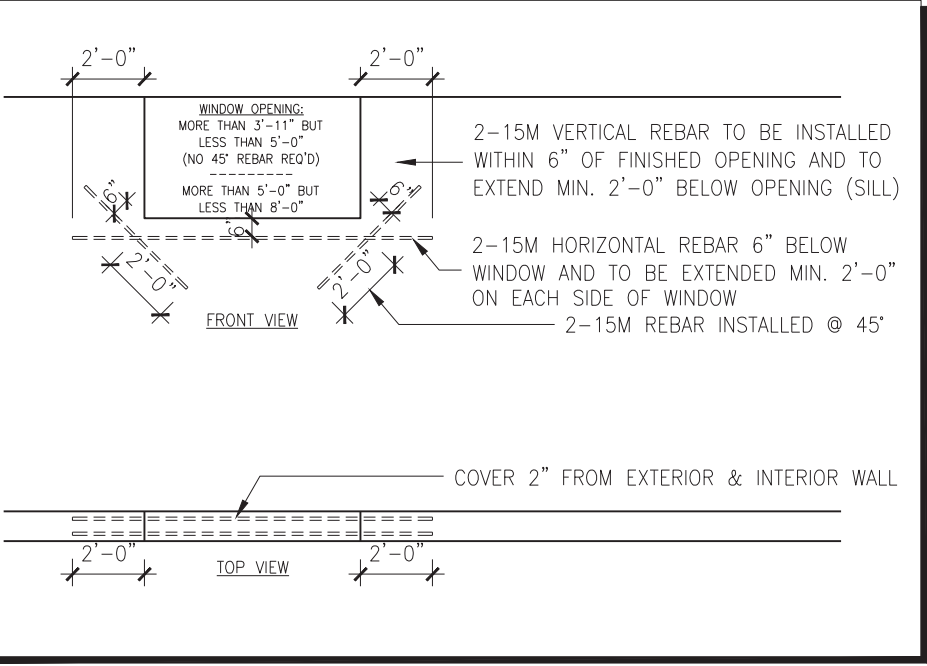 2'-0"
2'-0"
WINDOW OPENING:
MORE THAN 3'-11" BUT
LESS THAN 5'-0"
(NO 45° REBAR REQ'D)
MORE THAN 5'-0" BUT
LESS THAN 8'-0"
2-15M VERTICAL REBAR TO BE INSTALLED
WITHIN 6" OF FINISHED OPENING AND TO
EXTEND MIN. 2'-0" BELOW OPENING (SILL)
6"
6"
6"
2'-0"
2'-0"
2-15M HORIZONTAL REBAR 6" BELOW
WINDOW AND TO BE EXTENDED MIN. 2'-0"
ON EACH SIDE OF WINDOW
2-15M REBAR INSTALLED @ 45°
FRONT VIEW
COVER 2" FROM EXTERIOR & INTERIOR WALL
2'-0"
2'-0"
TOP VIEW